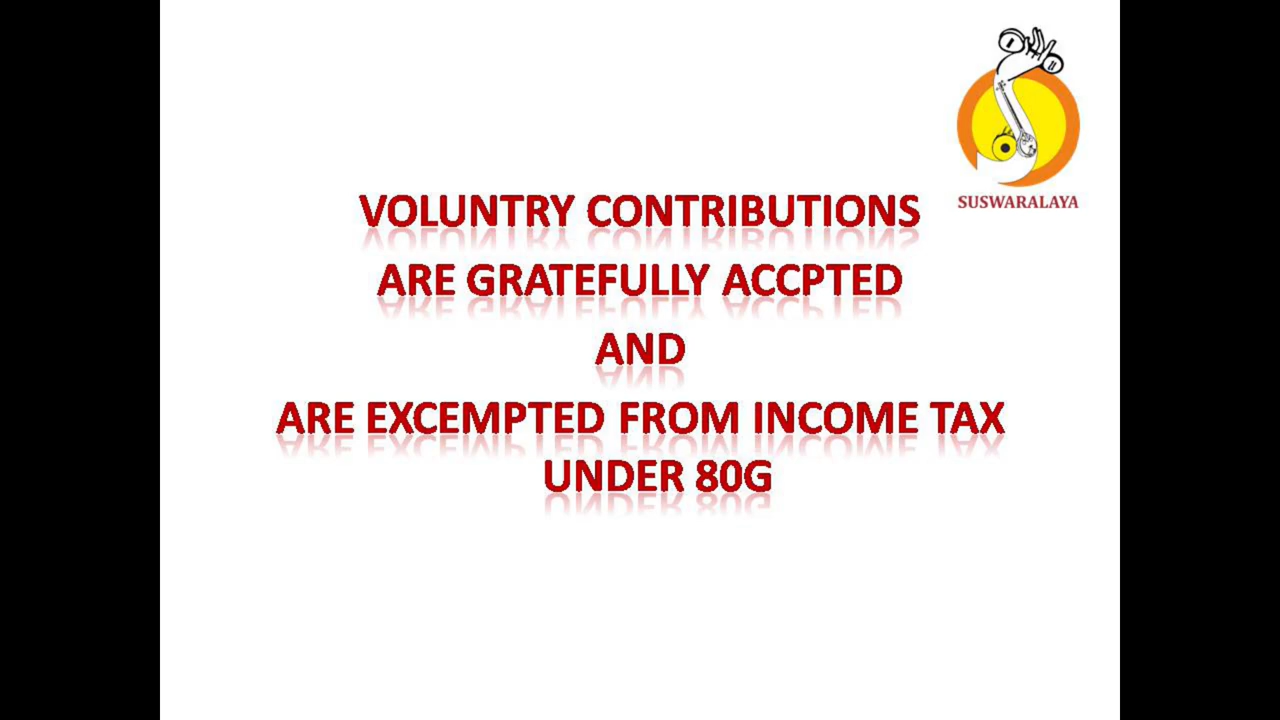 SUSWARALAYA
VOLUNTRY CONTRIBUTIONS
ARE GRATEFULLY ACCPTED
AND
ARE EXCEMPTED FROM INCOME TAX
UNDER 80G